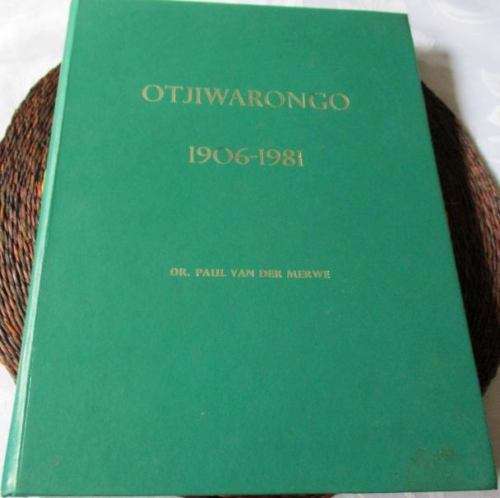 OTJIWARONGO
1906-1981
DR. PAUL VAN DER MERWE